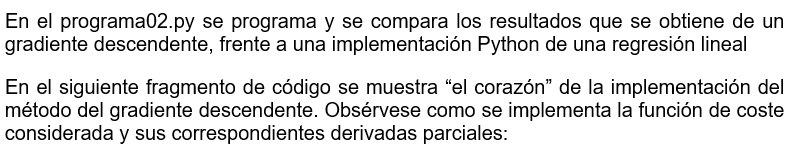 En el programa02.py se programa y se compara los resultados que se obtiene de un
gradiente descendente, frente a una implementación Python de una regresión lineal
En el siguiente fragmento de código se muestra “el corazón” de la implementación del
método del gradiente descendente. Obsérvese como se implementa la función de coste
considerada y sus correspondientes derivadas parciales: